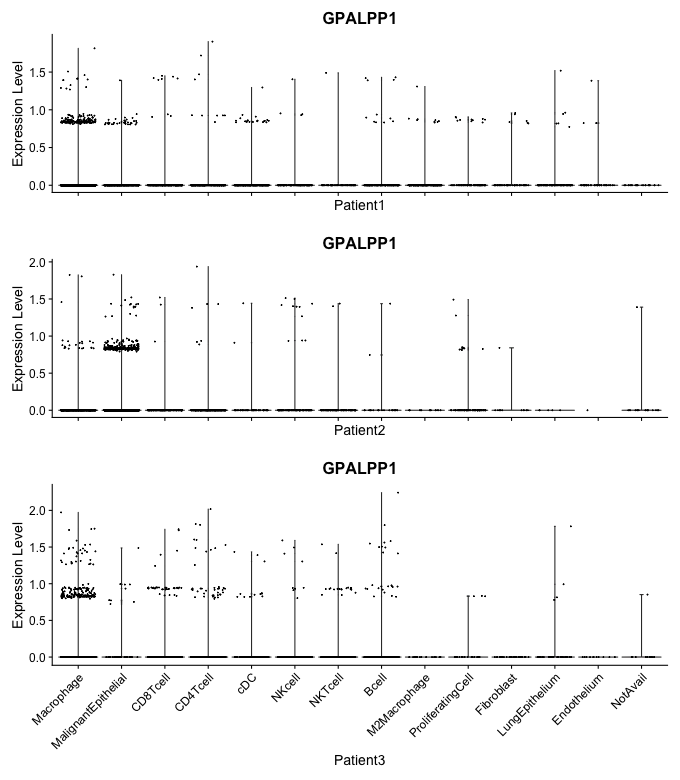 GPALPP1
Expression Level
1.5
1.0
0.5
0.0
Patient1
GPALPP1
Expression Level
2.0
1.5
1.0
0.5
0.0
Patient2
GPALPP1
Expression Level
2.0
1.5
1.0
0.5
0.0
Macrophage
MalignantEpithelial
CD8Tcell
CD4Tcell
cDC
NKcell
NKTcell
Bcell
M2Macrophage
ProliferatingCell
Fibroblast
LungEpithelium
Endothelium
NotAvail
Patient3